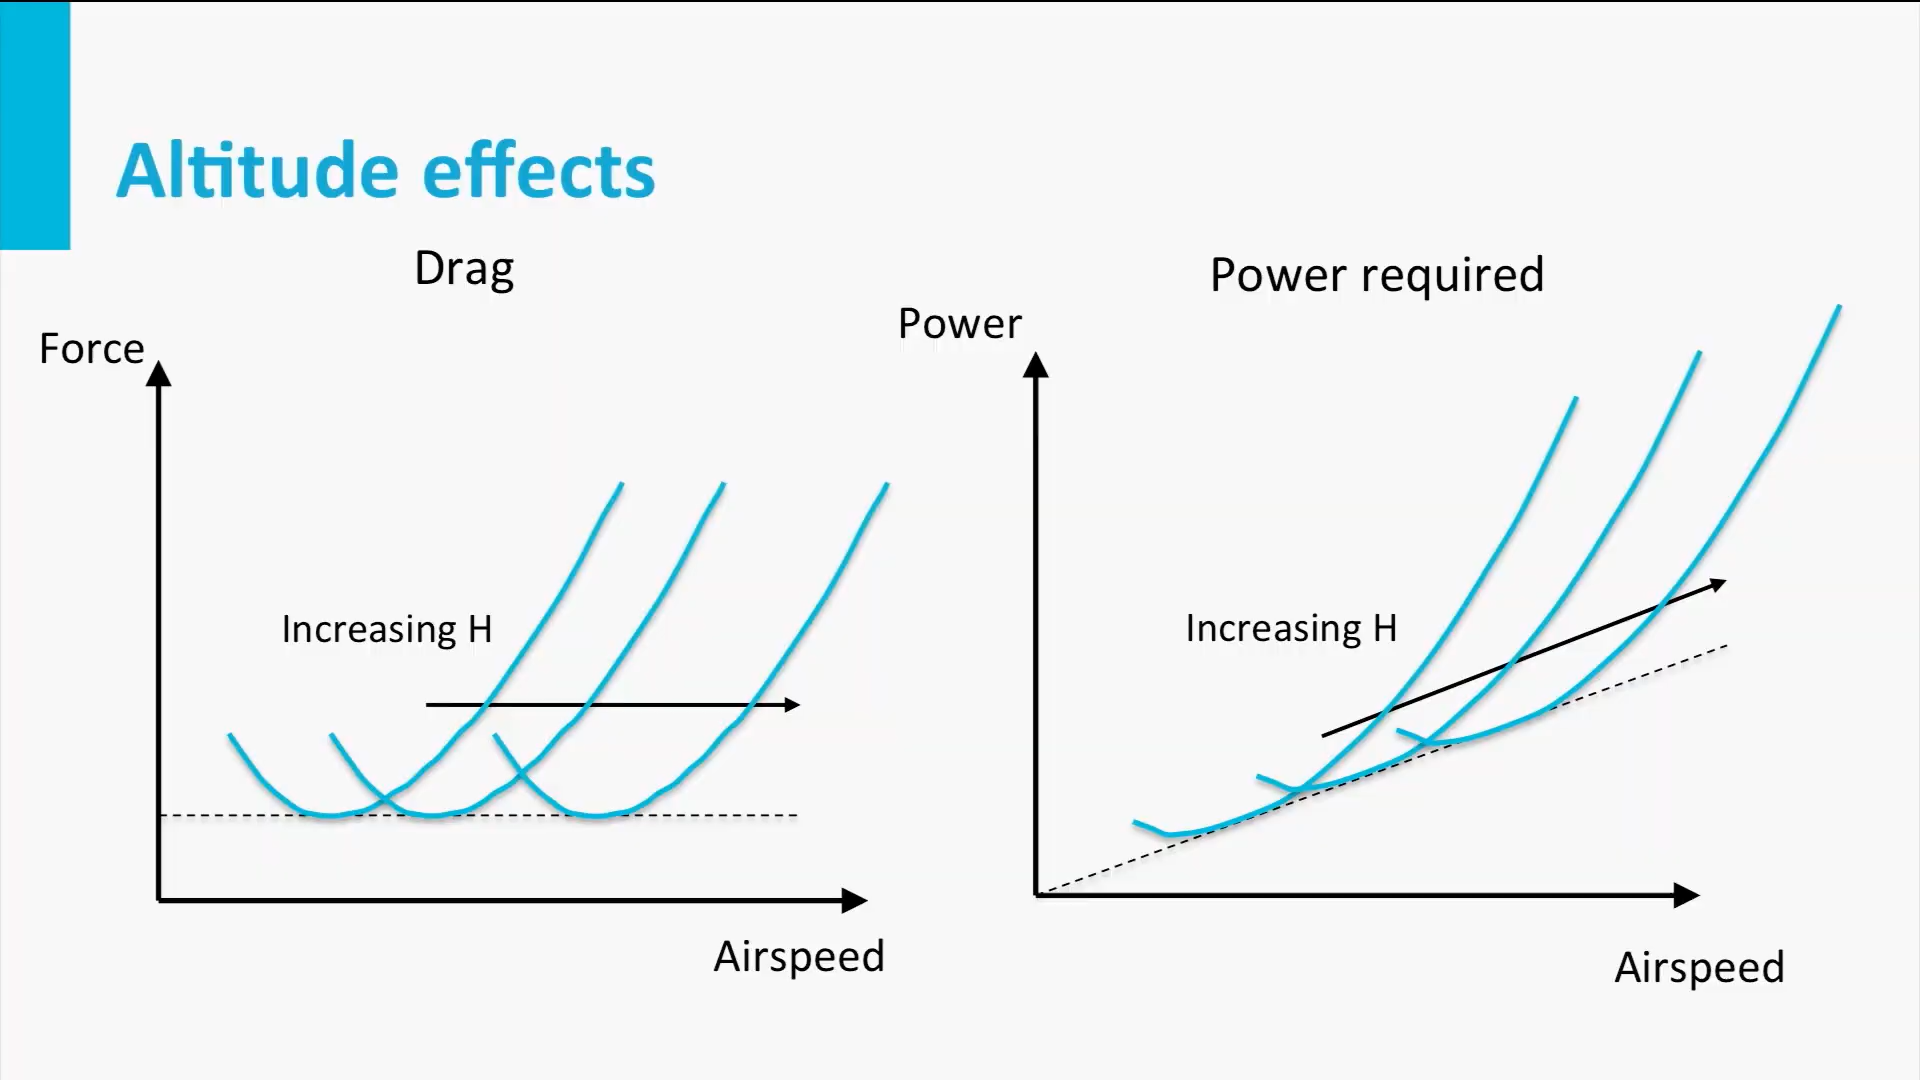 Altitude effects
Drag
Force
Increasing H
Airspeed
Power required
Power
Increasing H
Airspeed